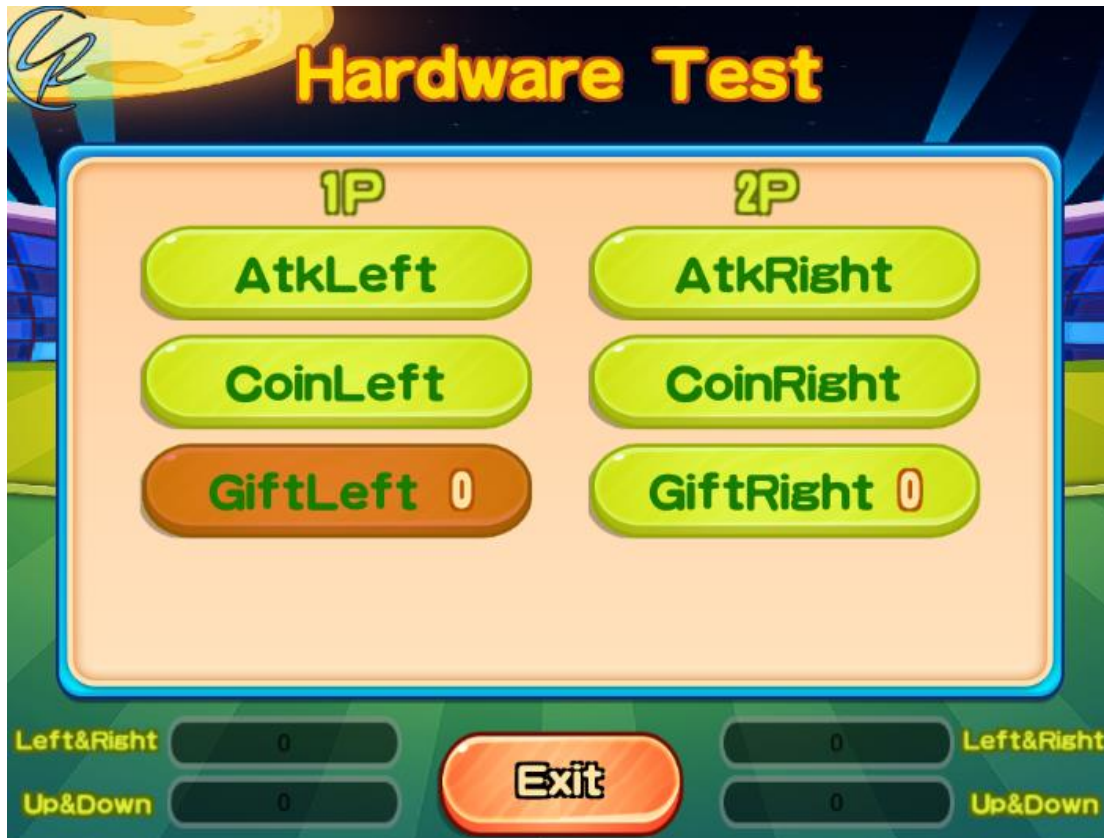 Hardware Test
1P 2P
AtkLeft AtkRight
CoinLeft CoinRight
GiftLeft 0 GiftRight 0
Left&Right 0 0 Left&Right
Exit
Up&Down 0 0 Up&Down